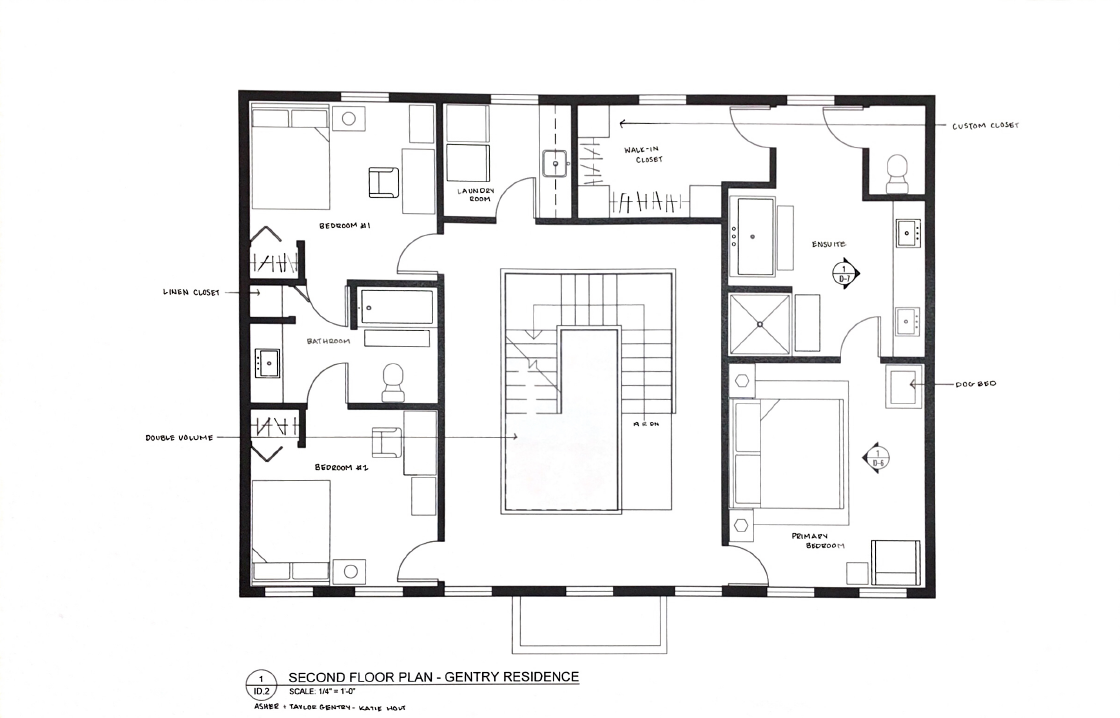 CUSTOM CLOSET
WALK-IN
CLOSET
LAUNDRY
ROOM
BEDROOM #1
ENSUITE
1
D-7
LINEN CLOSET
BATHROOM
DOG BED
DOUBLE VOLUME
BEDROOM #2
1
D-6
PRIMARY
BEDROOM
1
ID.2
SECOND FLOOR PLAN - GENTRY RESIDENCE
SCALE: 1/4" = 1'-0"
ASHER + TAYLOR GENTRY - KATIE HOUT